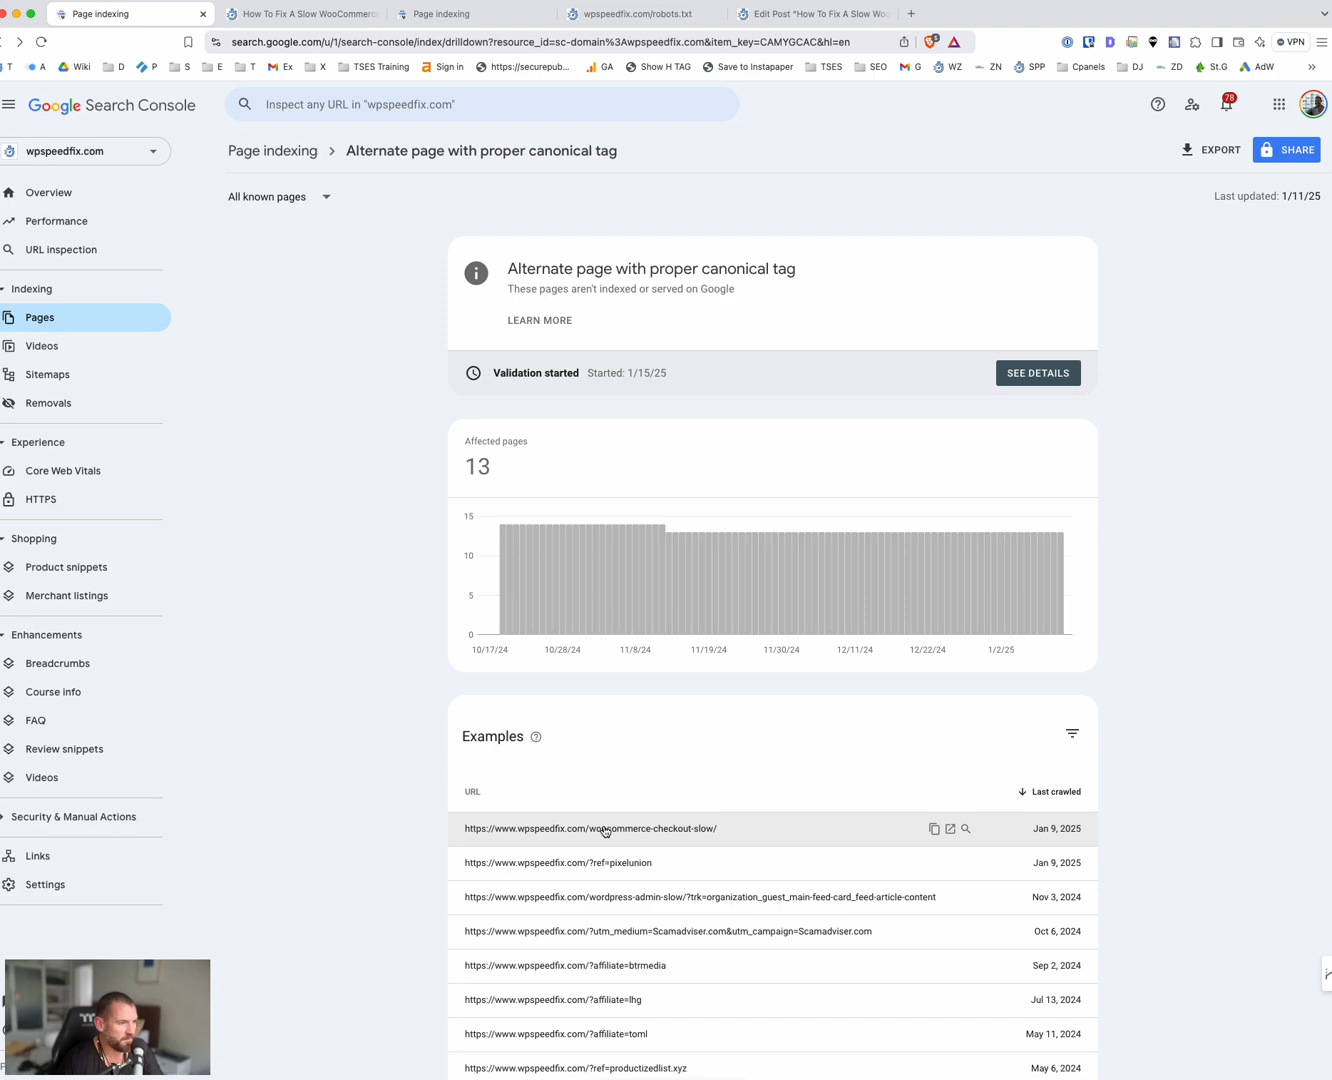 Page indexing
How To Fix A Slow WooCommerc
Page indexing
wpspeedfix.com/robots.txt
Edit Post "How To Fix A Slow Wo
search.google.com/u/1/search-console/index/drilldown?resource_id=sc-domain%3Awpspeedfix.com&item_key=CAMYGCAC&hl=en
VPN
T
A
Wiki
D
P
S
E
T
Ex
X
TSES Training
Sign in
https://securepub...
GA
Show H TAG
Save to Instapaper
TSES
SEO
G
WZ
ZN
SPP
Cpanels
DJ
ZD
St.G
AdW
Google Search Console
Inspect any URL in "wpspeedfix.com"
78
wpspeedfix.com
Page indexing
Alternate page with proper canonical tag
EXPORT
SHARE
All known pages
Last updated: 1/11/25
Overview
Performance
URL inspection
Indexing
Pages
Videos
Sitemaps
Removals
Experience
Core Web Vitals
HTTPS
Shopping
Product snippets
Merchant listings
Enhancements
Breadcrumbs
Course info
FAQ
Review snippets
Videos
Security & Manual Actions
Links
Settings
Alternate page with proper canonical tag
These pages aren't indexed or served on Google
LEARN MORE
Validation started Started: 1/15/25
SEE DETAILS
Affected pages
13
15
10
5
0
10/17/24 10/28/24 11/8/24 11/19/24 11/30/24 12/11/24 12/22/24 1/2/25
Examples
URL Last crawled
https://www.wpspeedfix.com/woocommerce-checkout-slow/ Jan 9, 2025
https://www.wpspeedfix.com/?ref=pixelunion Jan 9, 2025
https://www.wpspeedfix.com/wordpress-admin-slow/?trk=organization_guest_main-feed-card_feed-article-content Nov 3, 2024
https://www.wpspeedfix.com/?utm_medium=Scamadviser.com&utm_campaign=Scamadviser.com Oct 6, 2024
https://www.wpspeedfix.com/?affiliate=btrmedia Sep 2, 2024
https://www.wpspeedfix.com/?affiliate=lhg Jul 13, 2024
https://www.wpspeedfix.com/?affiliate=toml May 11, 2024
https://www.wpspeedfix.com/?ref=productizedlist.xyz May 6, 2024